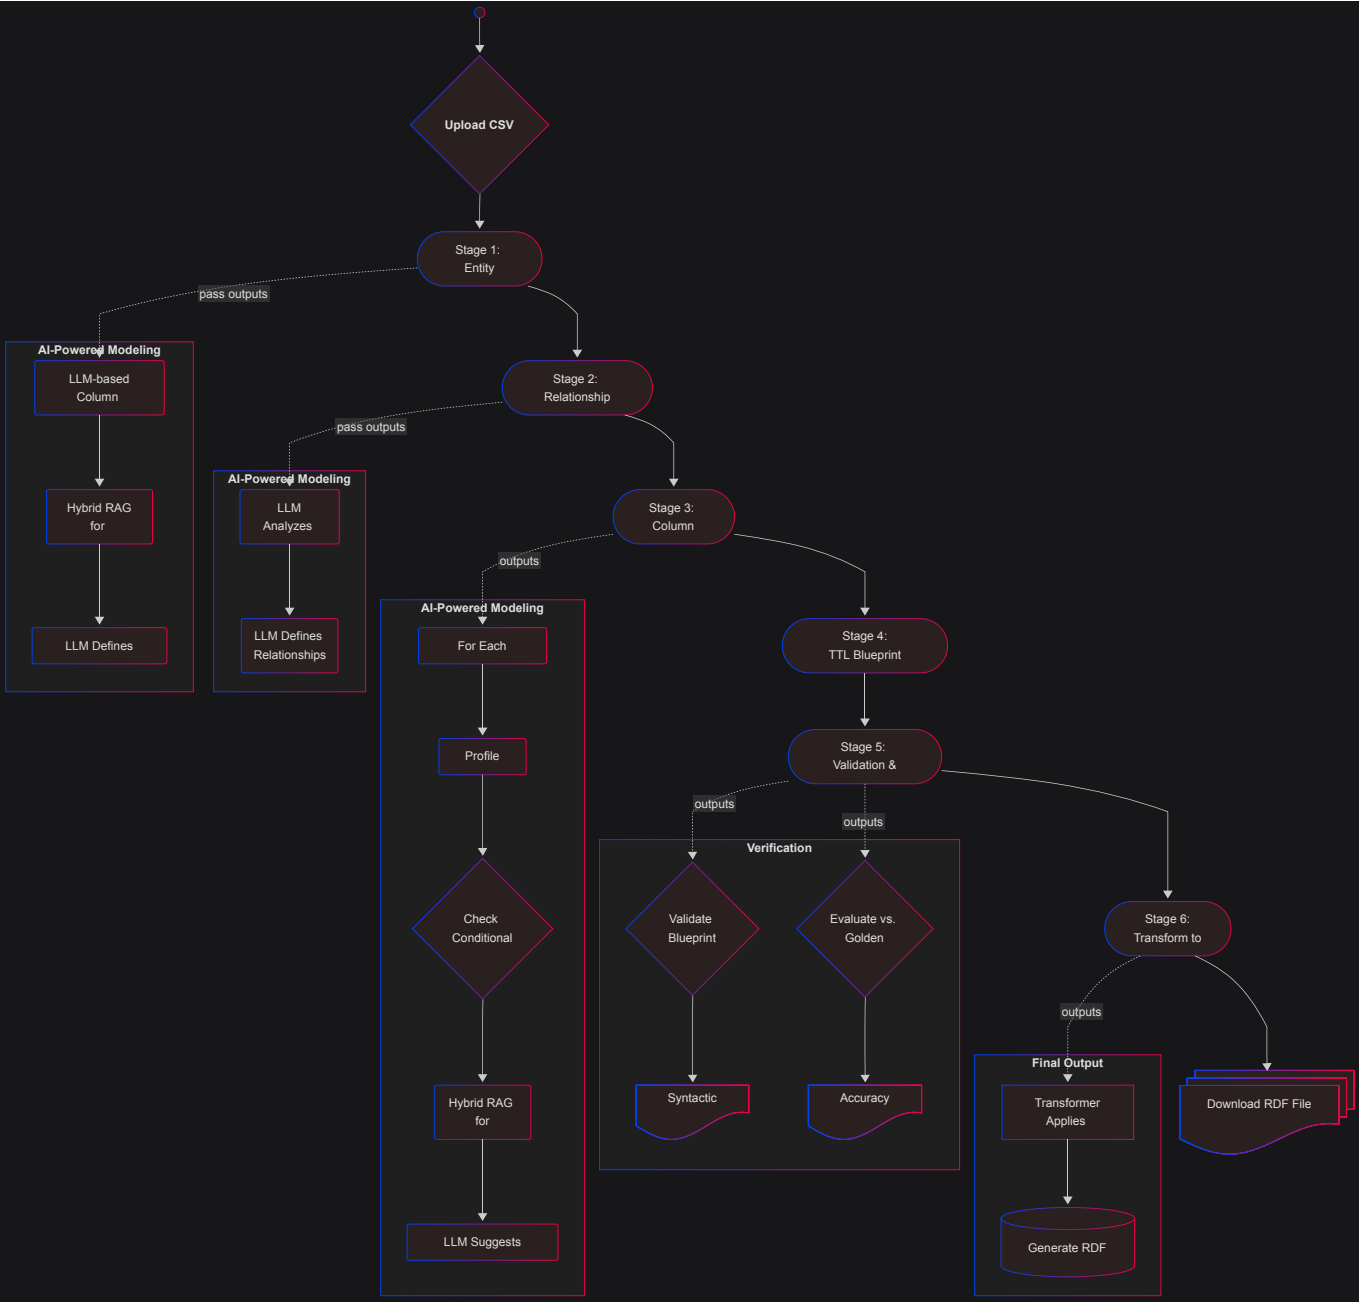 Upload CSV
Stage 1:
Entity
pass outputs
AI-Powered Modeling
LLM-based
Column
Hybrid RAG
for
LLM Defines
Stage 2:
Relationship
pass outputs
AI-Powered Modeling
LLM
Analyzes
LLM Defines
Relationships
Stage 3:
Column
outputs
AI-Powered Modeling
For Each
Profile
Check
Conditional
Hybrid RAG
for
LLM Suggests
Stage 4:
TTL Blueprint
Stage 5:
Validation &
outputs
outputs
Verification
Validate
Blueprint
Evaluate vs.
Golden
Syntactic
Accuracy
Stage 6:
Transform to
outputs
Final Output
Transformer
Applies
Generate RDF
Download RDF File